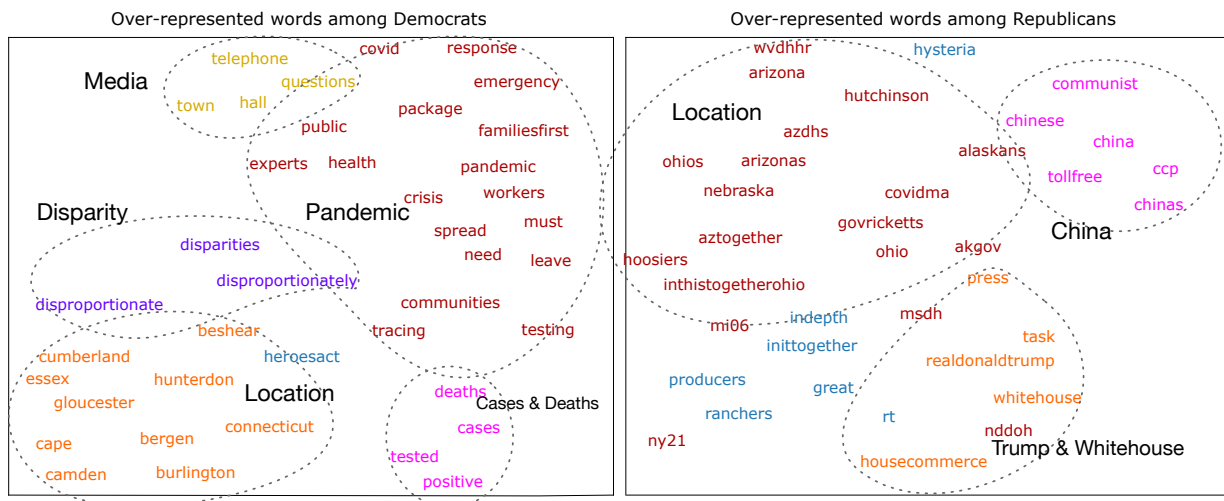 Over-represented words among Democrats
telephone
questions
Media
town
hall
covid
response
emergency
package
public
familiesfirst
experts
health
pandemic
crisis
workers
Disparity
Pandemic
must
spread
disparities
need
leave
disproportionately
disproportionate
communities
tracing
testing
beshear
cumberland
heroesact
essex
hunterdon
gloucester
Location
connecticut
cape
bergen
camden
burlington
deaths
Cases & Deaths
cases
tested
positive
Over-represented words among Republicans
wvdhhr
hysteria
arizona
hutchinson
Location
azdhs
ohios
arizonas
alaskans
nebraska
covidma
govricketts
aztogether
ohio
akgov
hoosiers
inthistogetherohio
communist
chinese
china
tollfree
ccp
chinas
China
press
mi06
indepth
msdh
inittogether
task
realdonaldtrump
producers
great
whitehouse
ranchers
rt
ny21
nddoh
Trump & Whitehouse
housecommerce